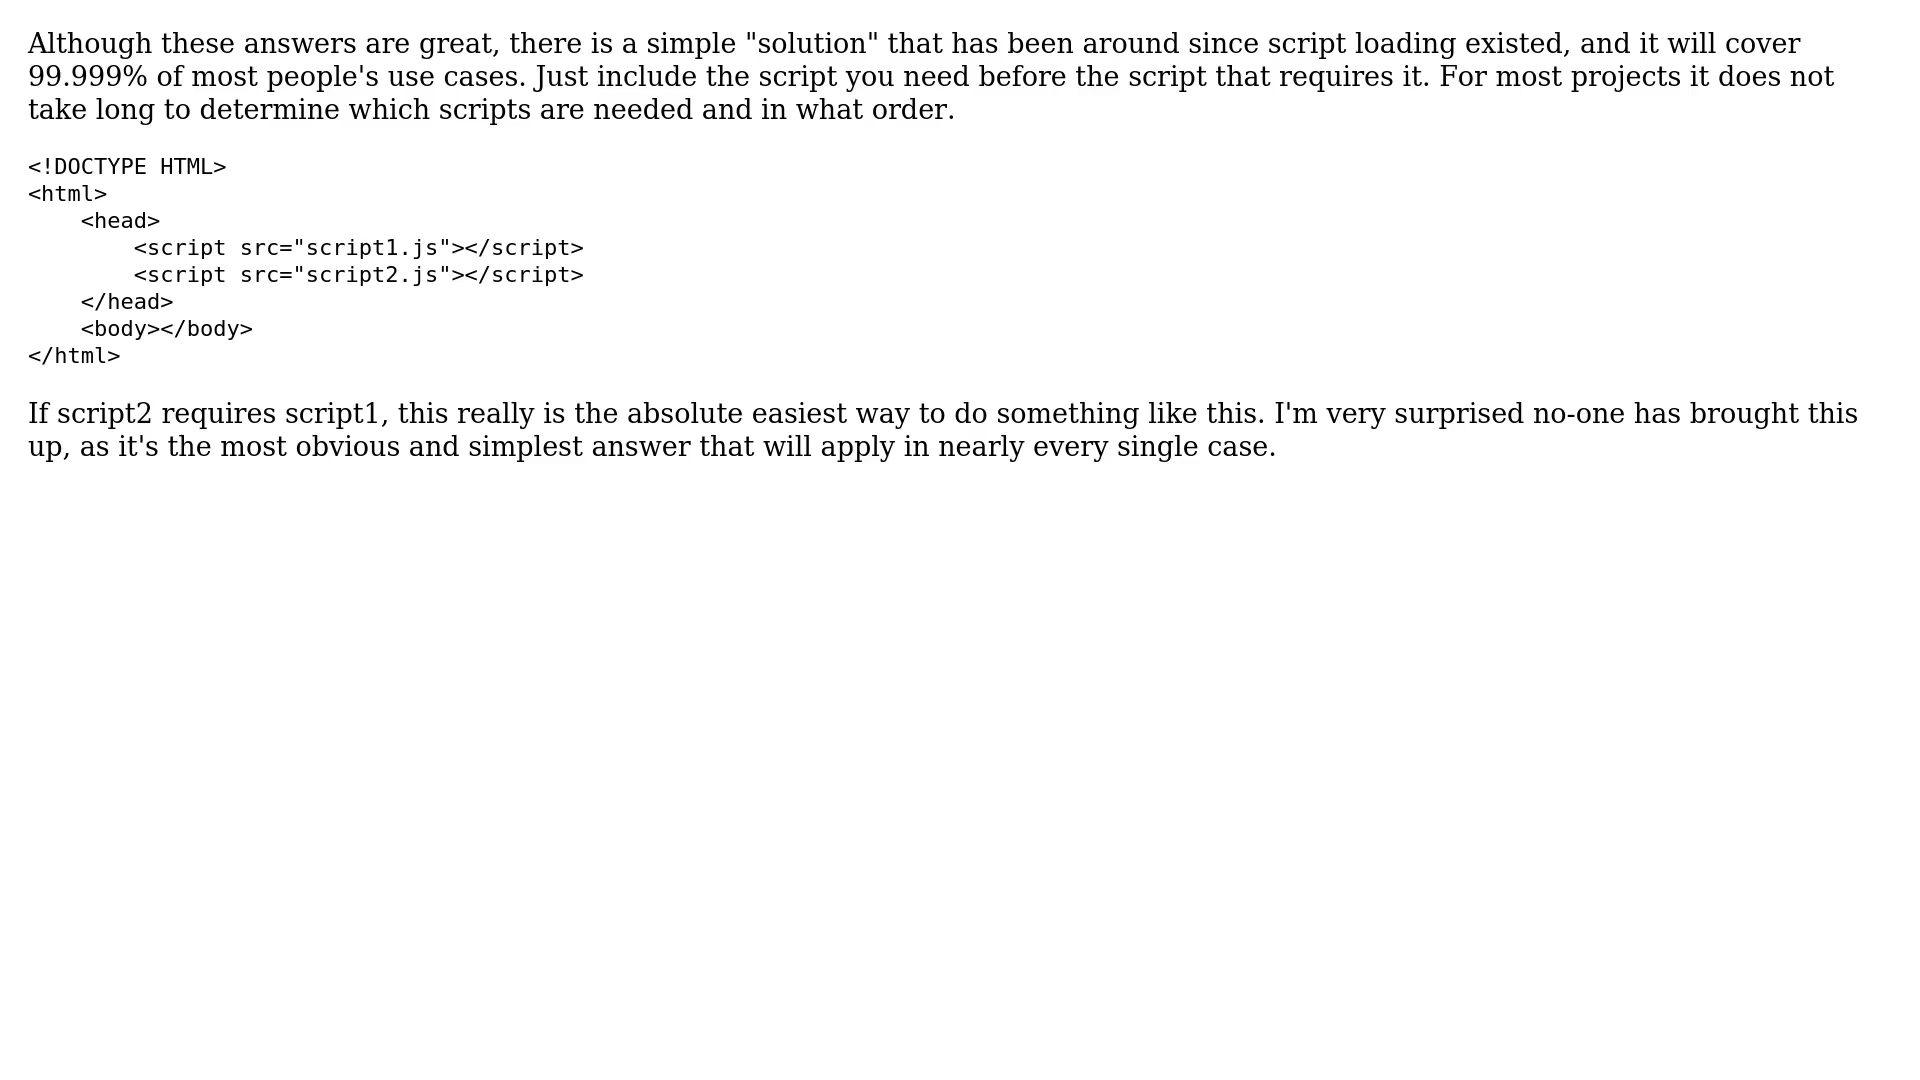 Although these answers are great, there is a simple "solution" that has been around since script loading existed, and it will cover
99.999% of most people's use cases. Just include the script you need before the script that requires it. For most projects it does not
take long to determine which scripts are needed and in what order.
<!DOCTYPE HTML>
<html>
    <head>
        <script src="script1.js"></script>
        <script src="script2.js"></script>
    </head>
    <body></body>
</html>
If script2 requires script1, this really is the absolute easiest way to do something like this. I'm very surprised no-one has brought this
up, as it's the most obvious and simplest answer that will apply in nearly every single case.